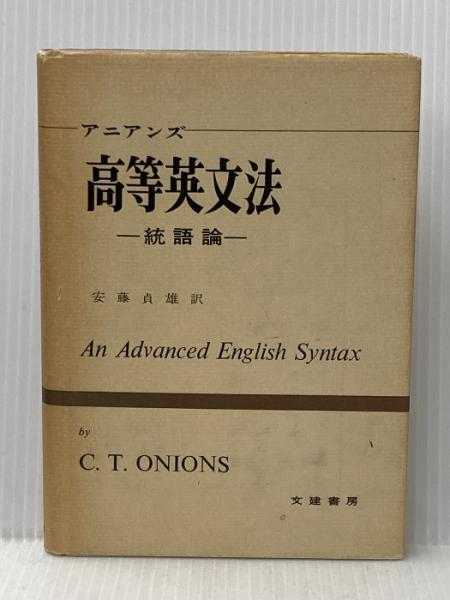 アニアンズ
高等英文法
―統語論―
安藤貞雄訳
An Advanced English Syntax
by
C. T. ONIONS
文建書房